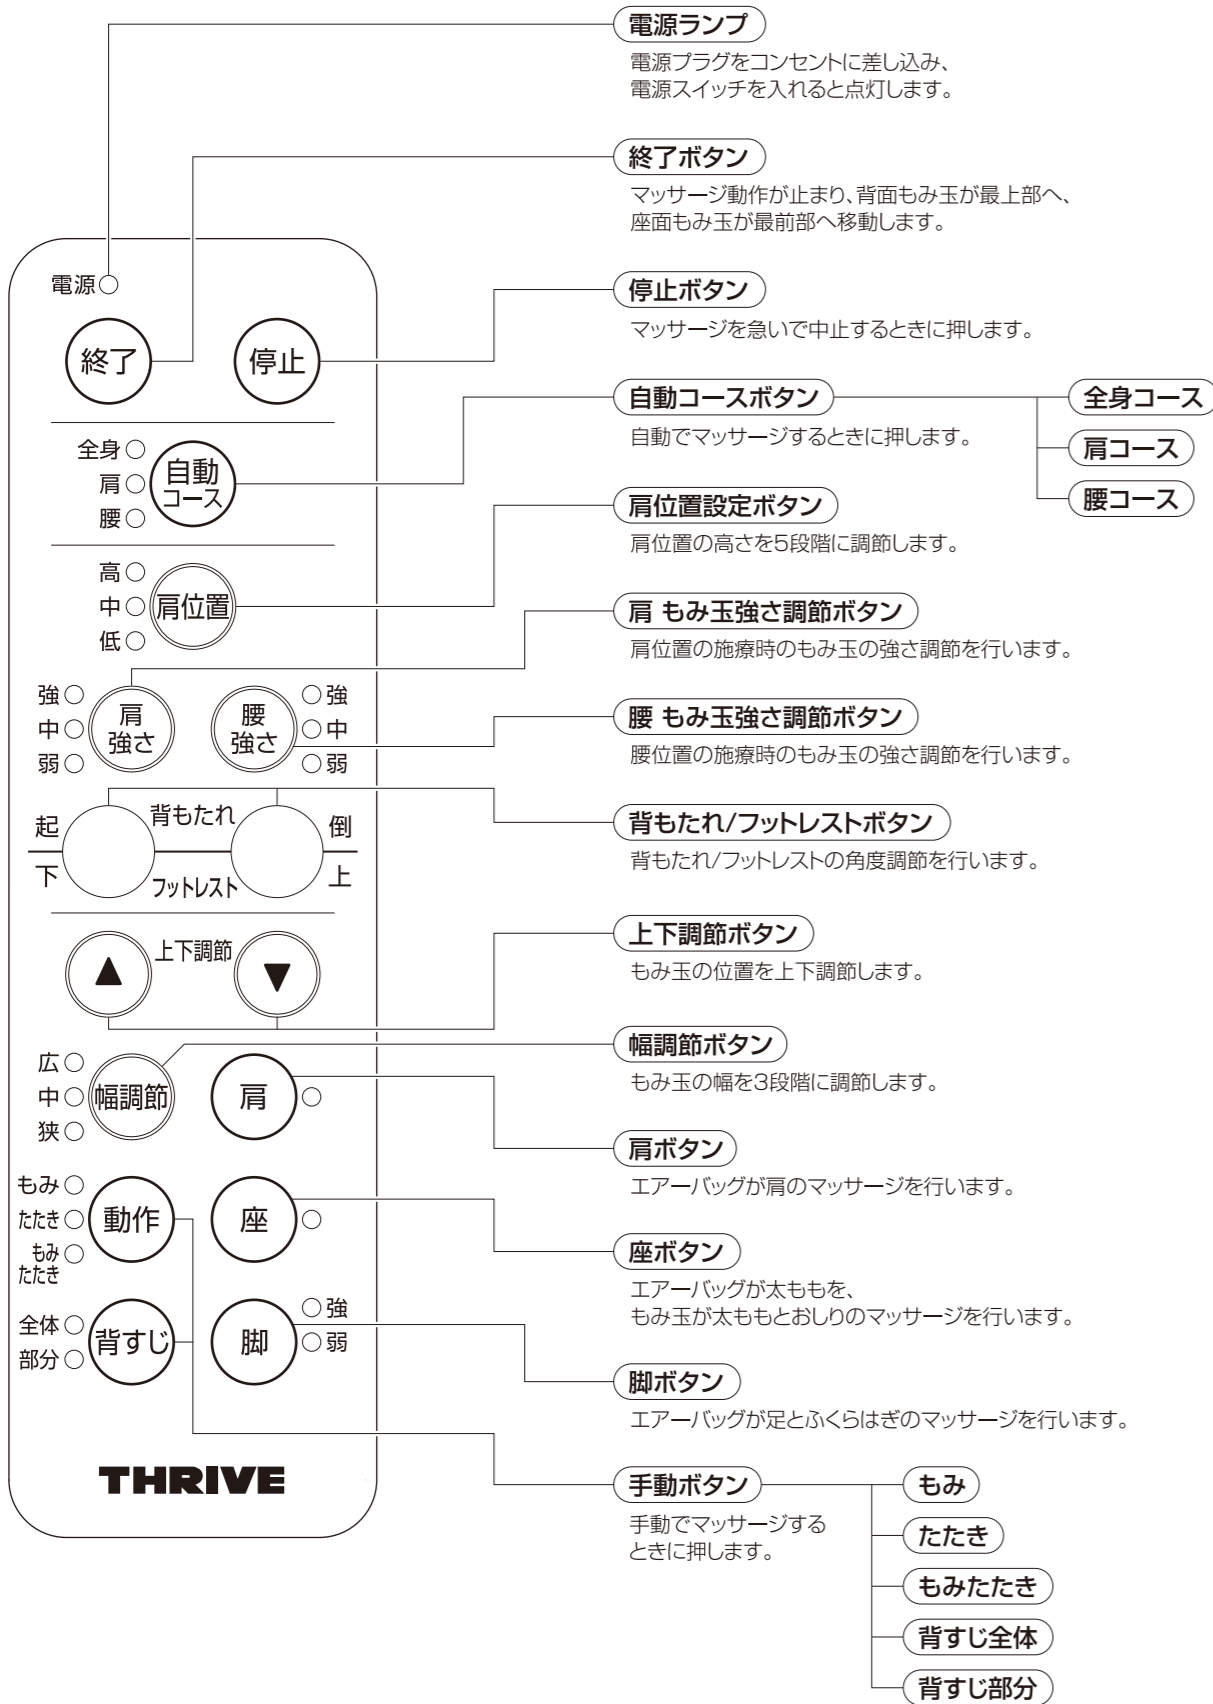 電源ランプ
電源プラグをコンセントに差し込み、
電源スイッチを入れると点灯します。
終了ボタン
マッサージ動作が止まり、背面もみ玉が最上部へ、
座面もみ玉が最前部へ移動します。
停止ボタン
マッサージを急いで中止するときに押します。
自動コースボタン
自動でマッサージするときに押します。
全身コース
肩コース
腰コース
肩位置設定ボタン
肩位置の高さを5段階に調節します。
肩 もみ玉強さ調節ボタン
肩位置の施療時のもみ玉の強さ調節を行います。
腰 もみ玉強さ調節ボタン
腰位置の施療時のもみ玉の強さ調節を行います。
背もたれ/フットレストボタン
背もたれ/フットレストの角度調節を行います。
上下調節ボタン
もみ玉の位置を上下調節します。
幅調節ボタン
もみ玉の幅を3段階に調節します。
肩ボタン
エアーバッグが肩のマッサージを行います。
座ボタン
エアーバッグが太ももを、
もみ玉が太ももとおしりのマッサージを行います。
脚ボタン
エアーバッグが足とふくらはぎのマッサージを行います。
手動ボタン
手動でマッサージする
ときに押します。
もみ
たたき
もみたたき
背すじ全体
背すじ部分
電源
終了
停止
全身
肩
腰
自動
コース
高
中
低
肩位置
強
中
弱
肩
強さ
腰
強さ
強
中
弱
起
背もたれ
倒
下
フットレスト
上
▲
上下調節
▼
広
中
狭
幅調節
肩
もみ
たたき
もみ
たたき
動作
座
全体
部分
背すじ
脚
強
弱
THRIVE